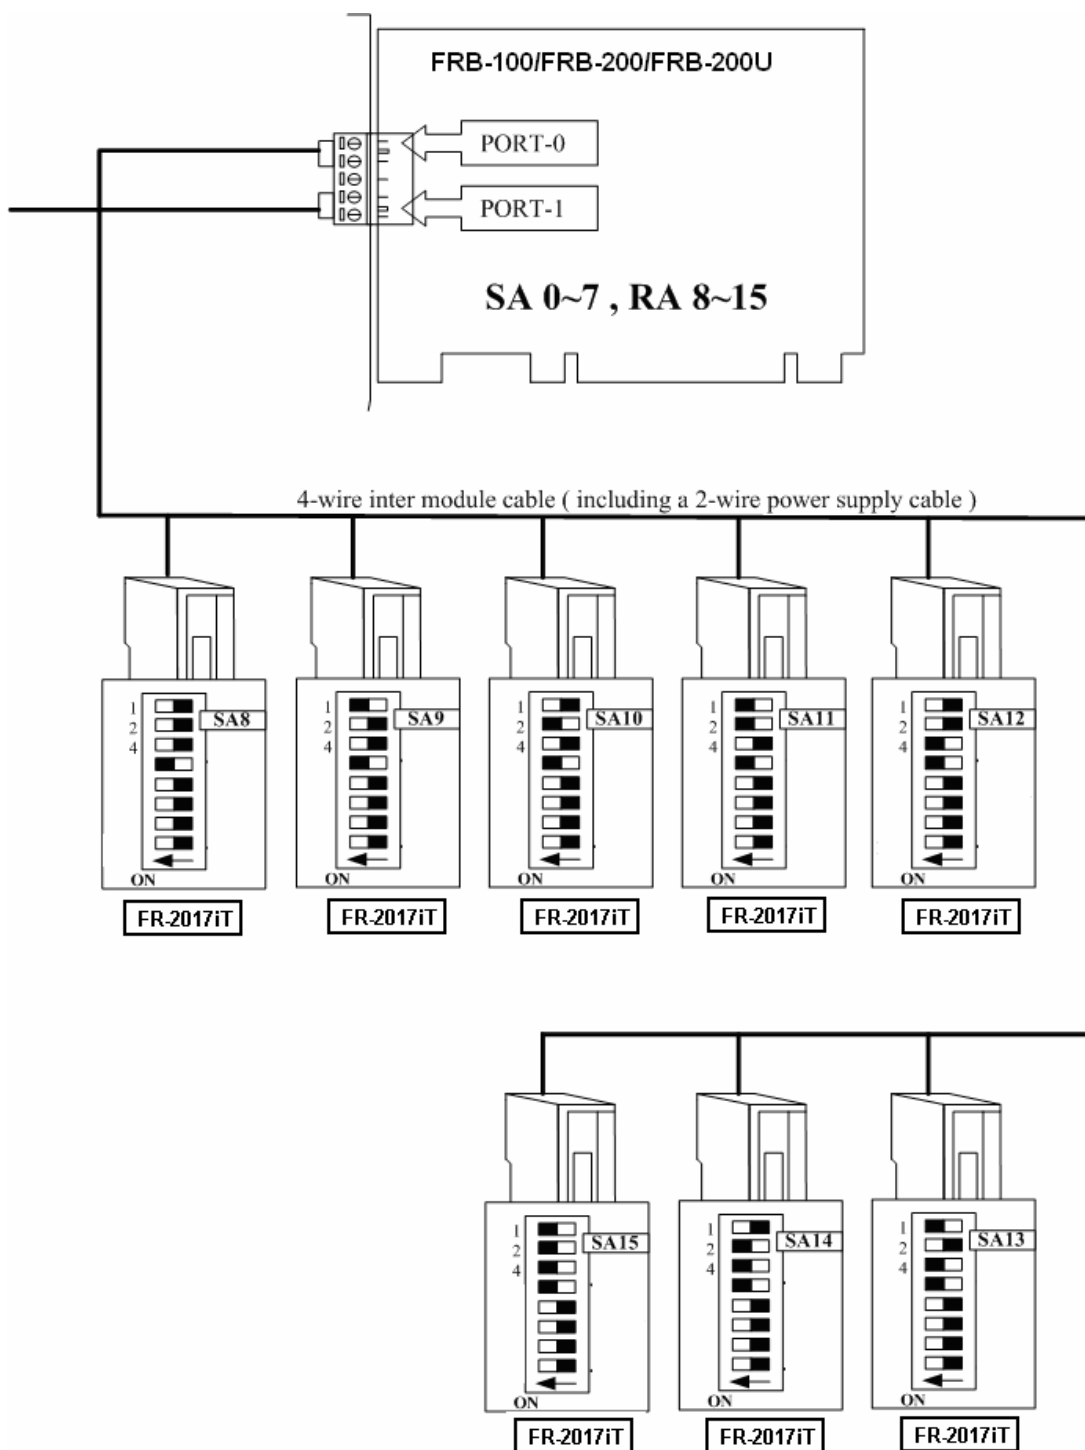 FRB-100/FRB-200/FRB-200U
PORT-0
PORT-1
SA 0~7 , RA 8~15
4-wire inter module cable ( including a 2-wire power supply cable )
1
2
4
SA8
ON
FR-2017iT
1
2
4
SA9
ON
FR-2017iT
1
2
4
SA10
ON
FR-2017iT
1
2
4
SA11
ON
FR-2017iT
1
2
4
SA12
ON
FR-2017iT
1
2
4
SA15
ON
FR-2017iT
1
2
4
SA14
ON
FR-2017iT
1
2
4
SA13
ON
FR-2017iT